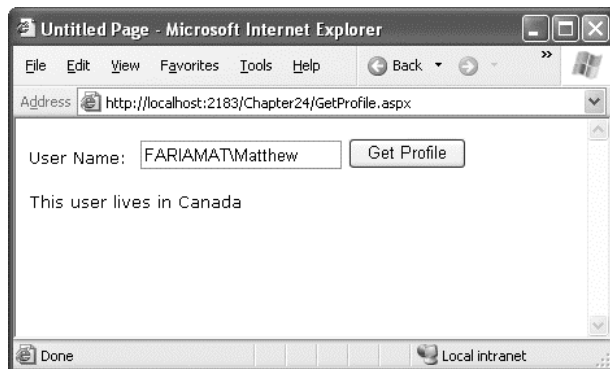 Untitled Page - Microsoft Internet Explorer
File Edit View Favorites Tools Help Back »
Address http://localhost:2183/Chapter24/GetProfile.aspx
User Name: FARIAMAT\Matthew Get Profile
This user lives in Canada
Done Local intranet